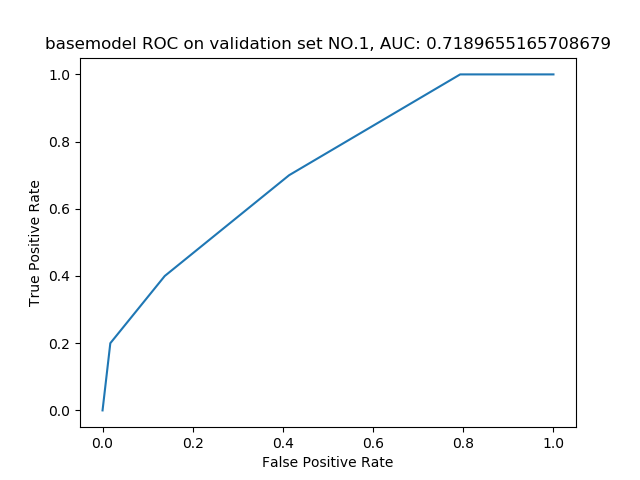 basemodel ROC on validation set NO.1, AUC: 0.7189655165708679
1.0
0.8
0.6
0.4
0.2
0.0
True Positive Rate
0.0 0.2 0.4 0.6 0.8 1.0
False Positive Rate